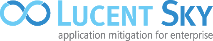 LUCENT SKY
application mitigation for enterprise